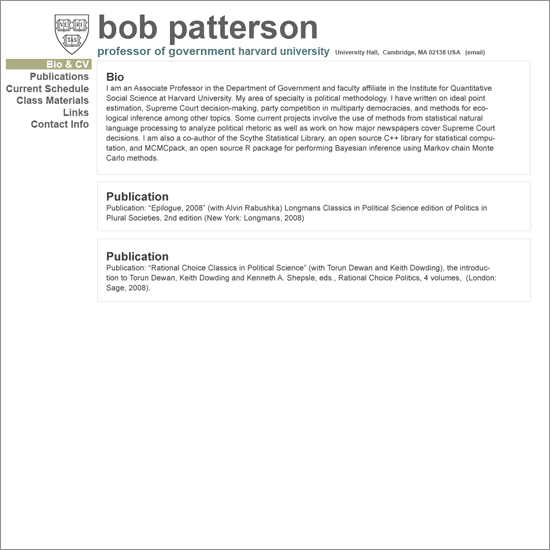 VE RI
TAS
bob patterson
professor of government harvard university University Hall, Cambridge, MA 02138 USA (email)
Bio & CV
Publications
Current Schedule
Class Materials
Links
Contact Info
Bio
I am an Associate Professor in the Department of Government and faculty affiliate in the Institute for Quantitative
Social Science at Harvard University. My area of specialty is political methodology. I have written on ideal point
estimation, Supreme Court decision-making, party competition in multiparty democracies, and methods for eco-
logical inference among other topics. Some current projects involve the use of methods from statistical natural
language processing to analyze political rhetoric as well as work on how major newspapers cover Supreme Court
decisions. I am also a co-author of the Scythe Statistical Library, an open source C++ library for statistical compu-
tation, and MCMCpack, an open source R package for performing Bayesian inference using Markov chain Monte
Carlo methods.
Publication
Publication: “Epilogue, 2008” (with Alvin Rabushka) Longmans Classics in Political Science edition of Politics in
Plural Societies, 2nd edition (New York: Longmans, 2008)
Publication
Publication: “Rational Choice Classics in Political Science” (with Torun Dewan and Keith Dowding), the introduc-
tion to Torun Dewan, Keith Dowding and Kenneth A. Shepsle, eds., Rational Choice Politics, 4 volumes, (London:
Sage, 2008).